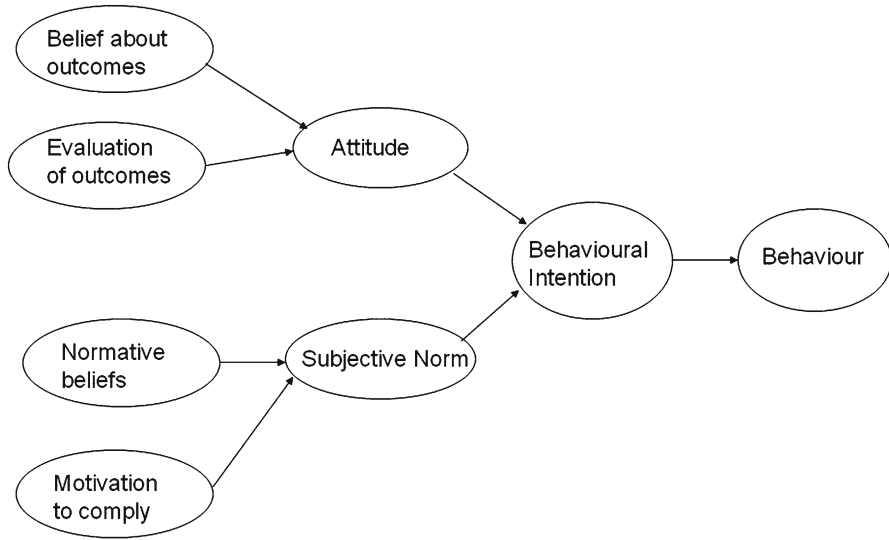 Belief about
outcomes
Evaluation
of outcomes
Attitude
Behavioural
Intention
Behaviour
Normative
beliefs
Subjective Norm
Motivation
to comply